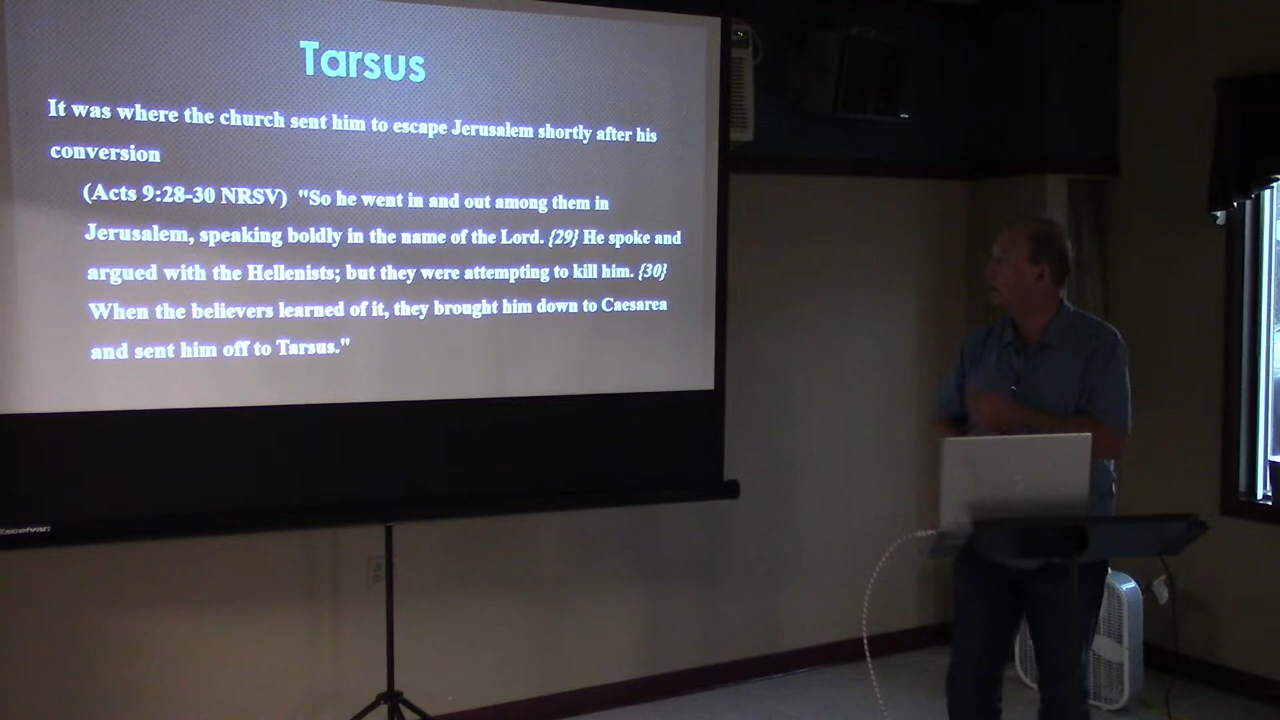 Tarsus
It was where the church sent him to escape Jerusalem shortly after his
conversion
(Acts 9:28-30 NRSV) "So he went in and out among them in
Jerusalem, speaking boldly in the name of the Lord. {29} He spoke and
argued with the Hellenists; but they were attempting to kill him. {30}
When the believers learned of it, they brought him down to Caesarea
and sent him off to Tarsus."